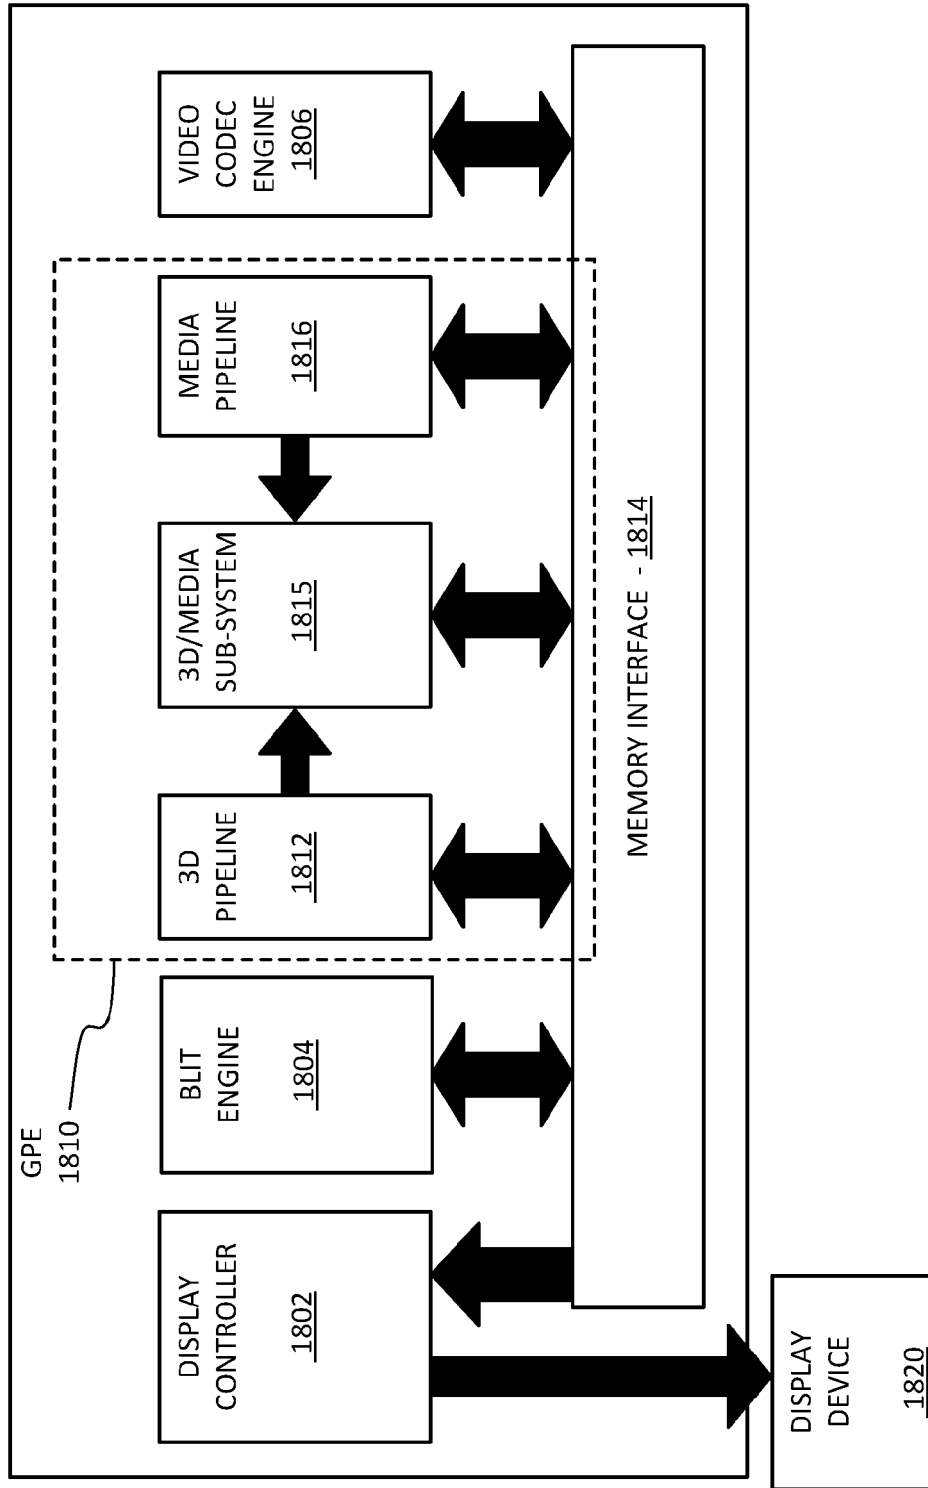 GPE
1810
DISPLAY
CONTROLLER
1802
BLIT
ENGINE
1804
3D
PIPELINE
1812
3D/MEDIA
SUB-SYSTEM
1815
MEDIA
PIPELINE
1816
VIDEO
CODEC
ENGINE
1806
MEMORY INTERFACE - 1814
DISPLAY
DEVICE
1820